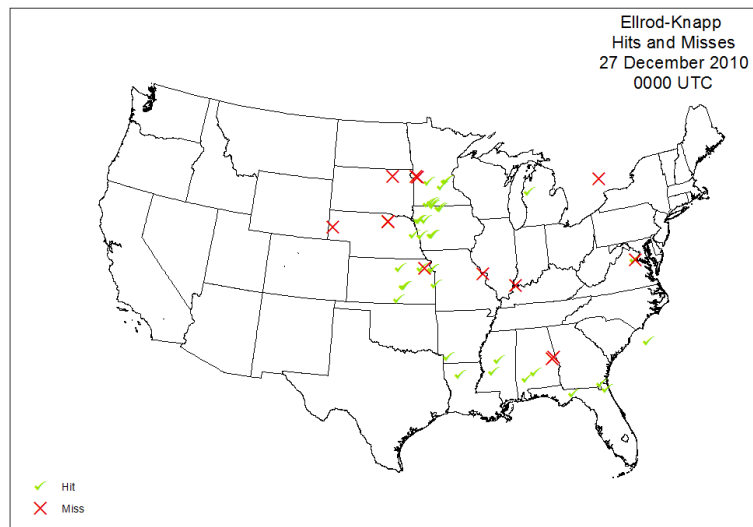 Ellrod-Knapp
Hits and Misses
27 December 2010
0000 UTC
Hit
Miss